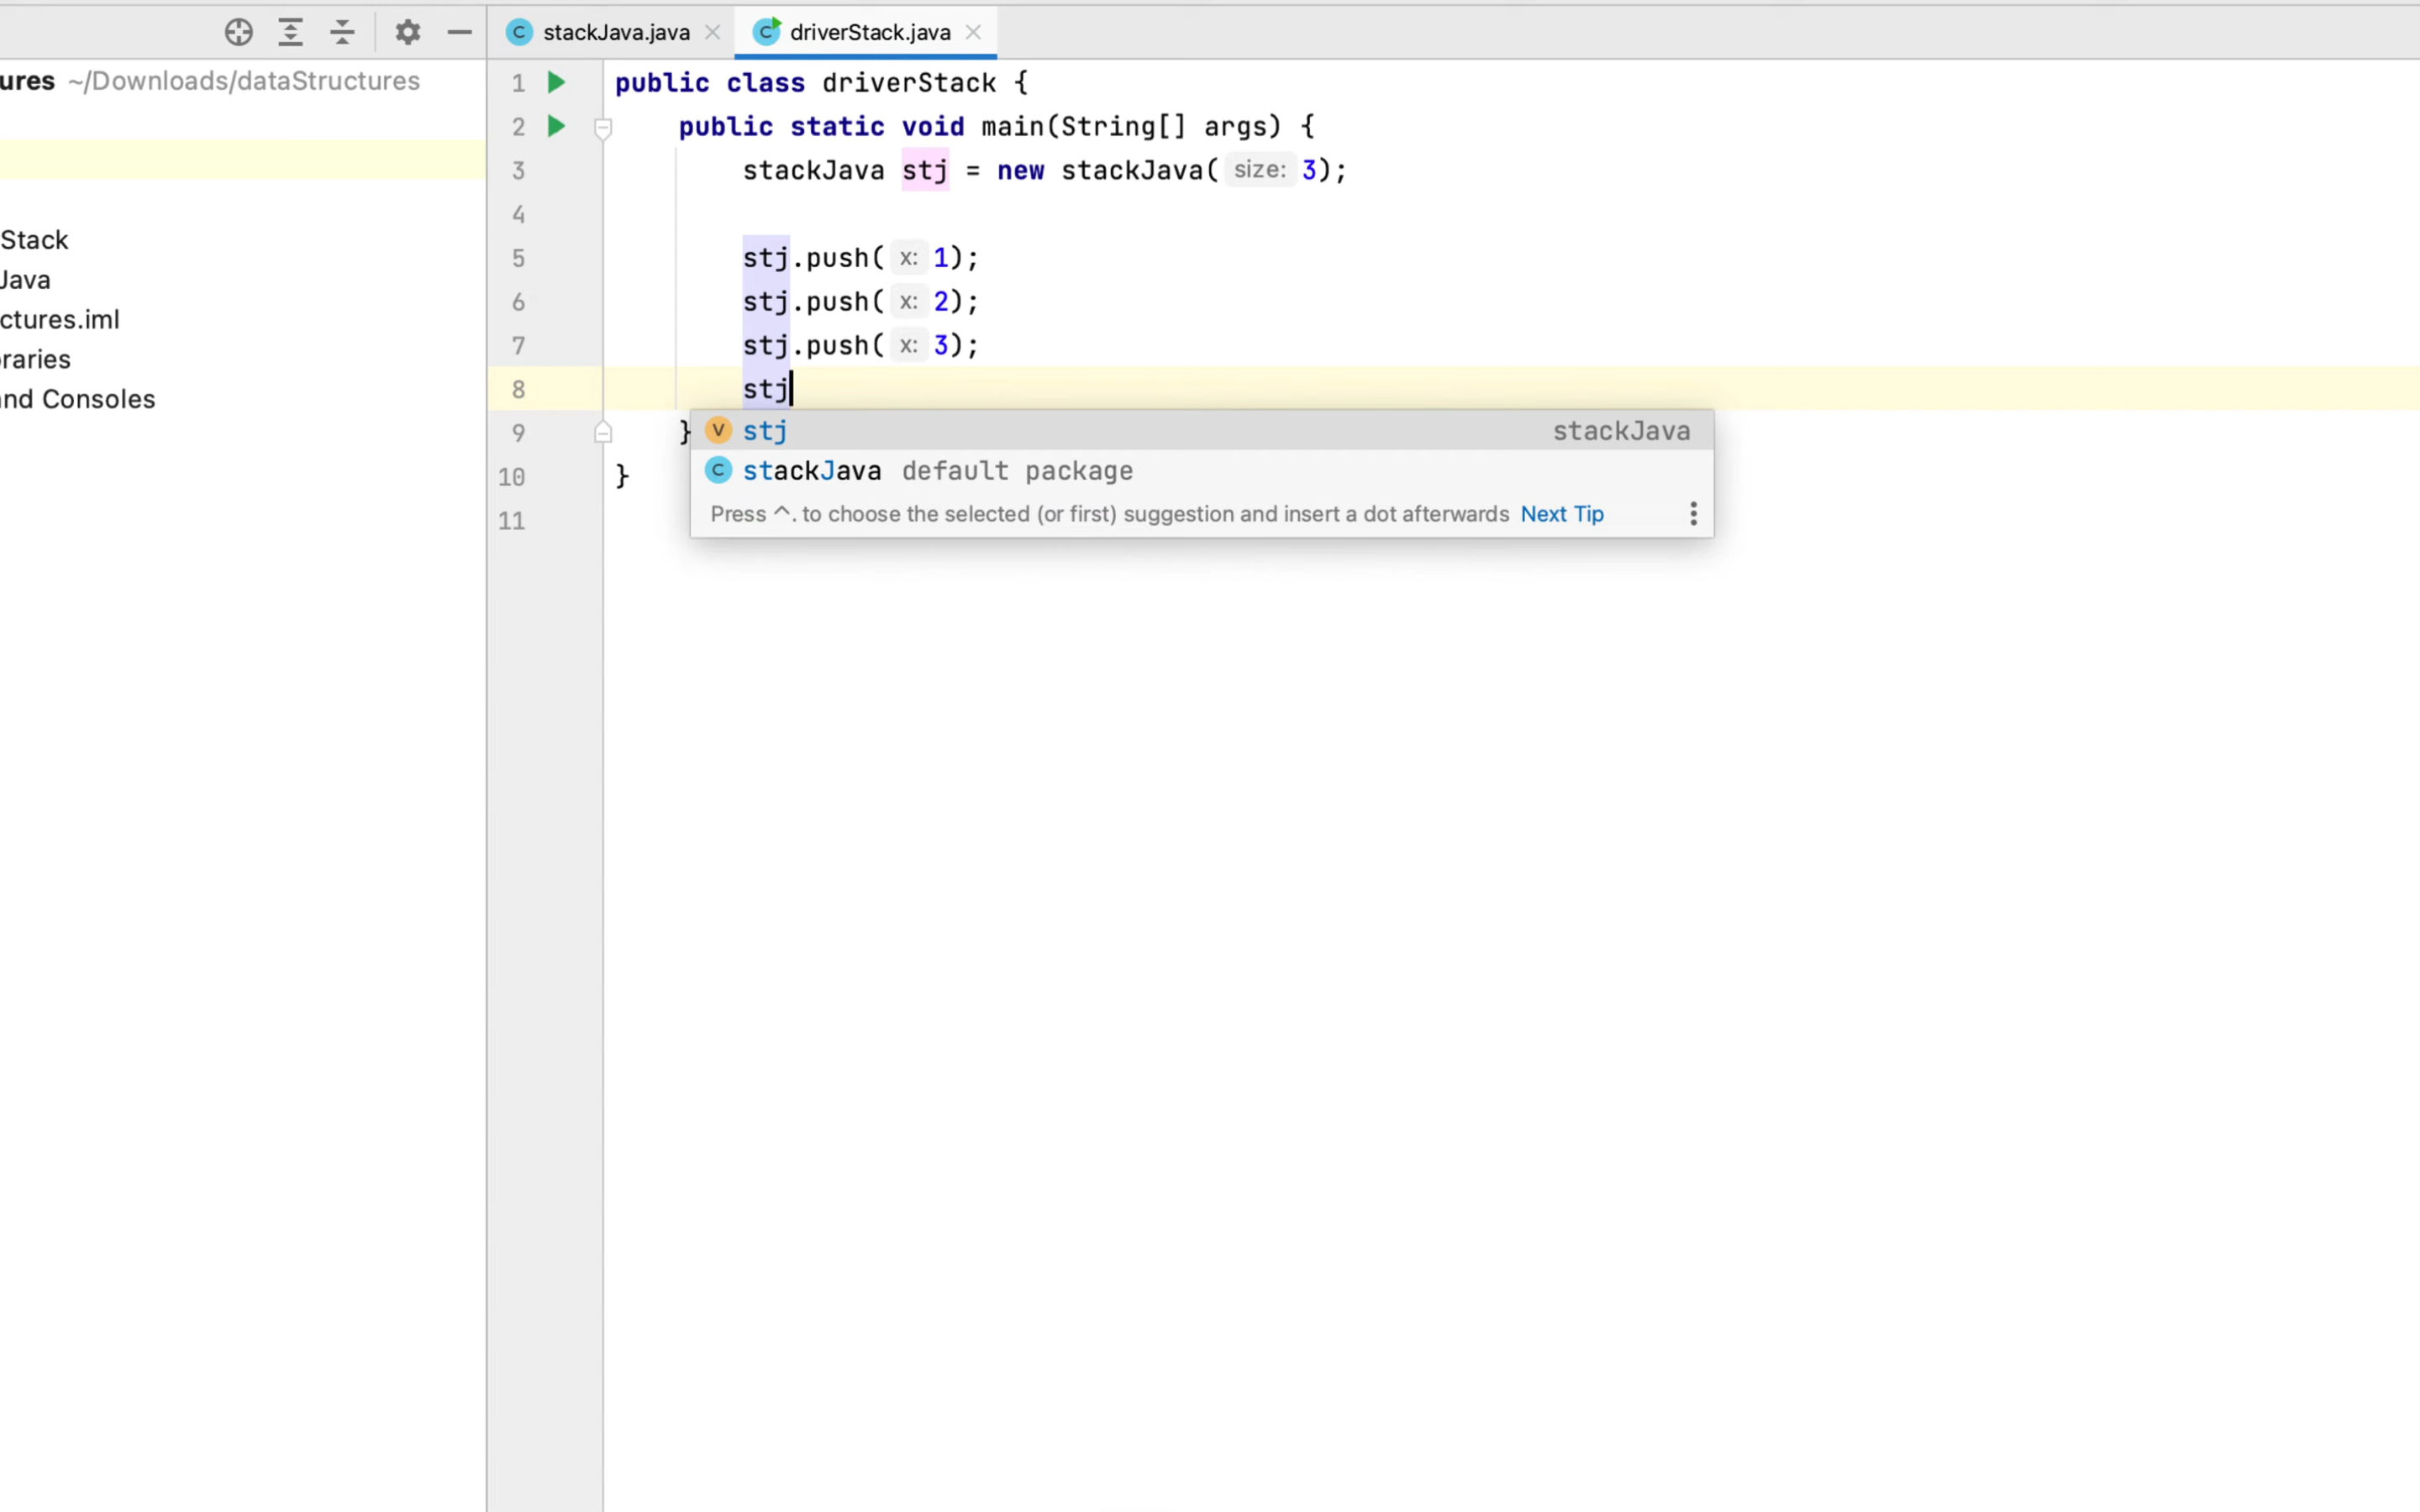 stackJava.java driverStack.java
ures ~/Downloads/dataStructures
Stack
Java
ctures.iml
raries
and Consoles
1 public class driverStack {
2 public static void main(String[] args) {
3 stackJava stj = new stackJava( size: 3);
4
5 stj.push( x: 1);
6 stj.push( x: 2);
7 stj.push( x: 3);
8 stj
9 }
10 }
11
V stj stackJava
C stackJava default package
Press ^. to choose the selected (or first) suggestion and insert a dot afterwards Next Tip